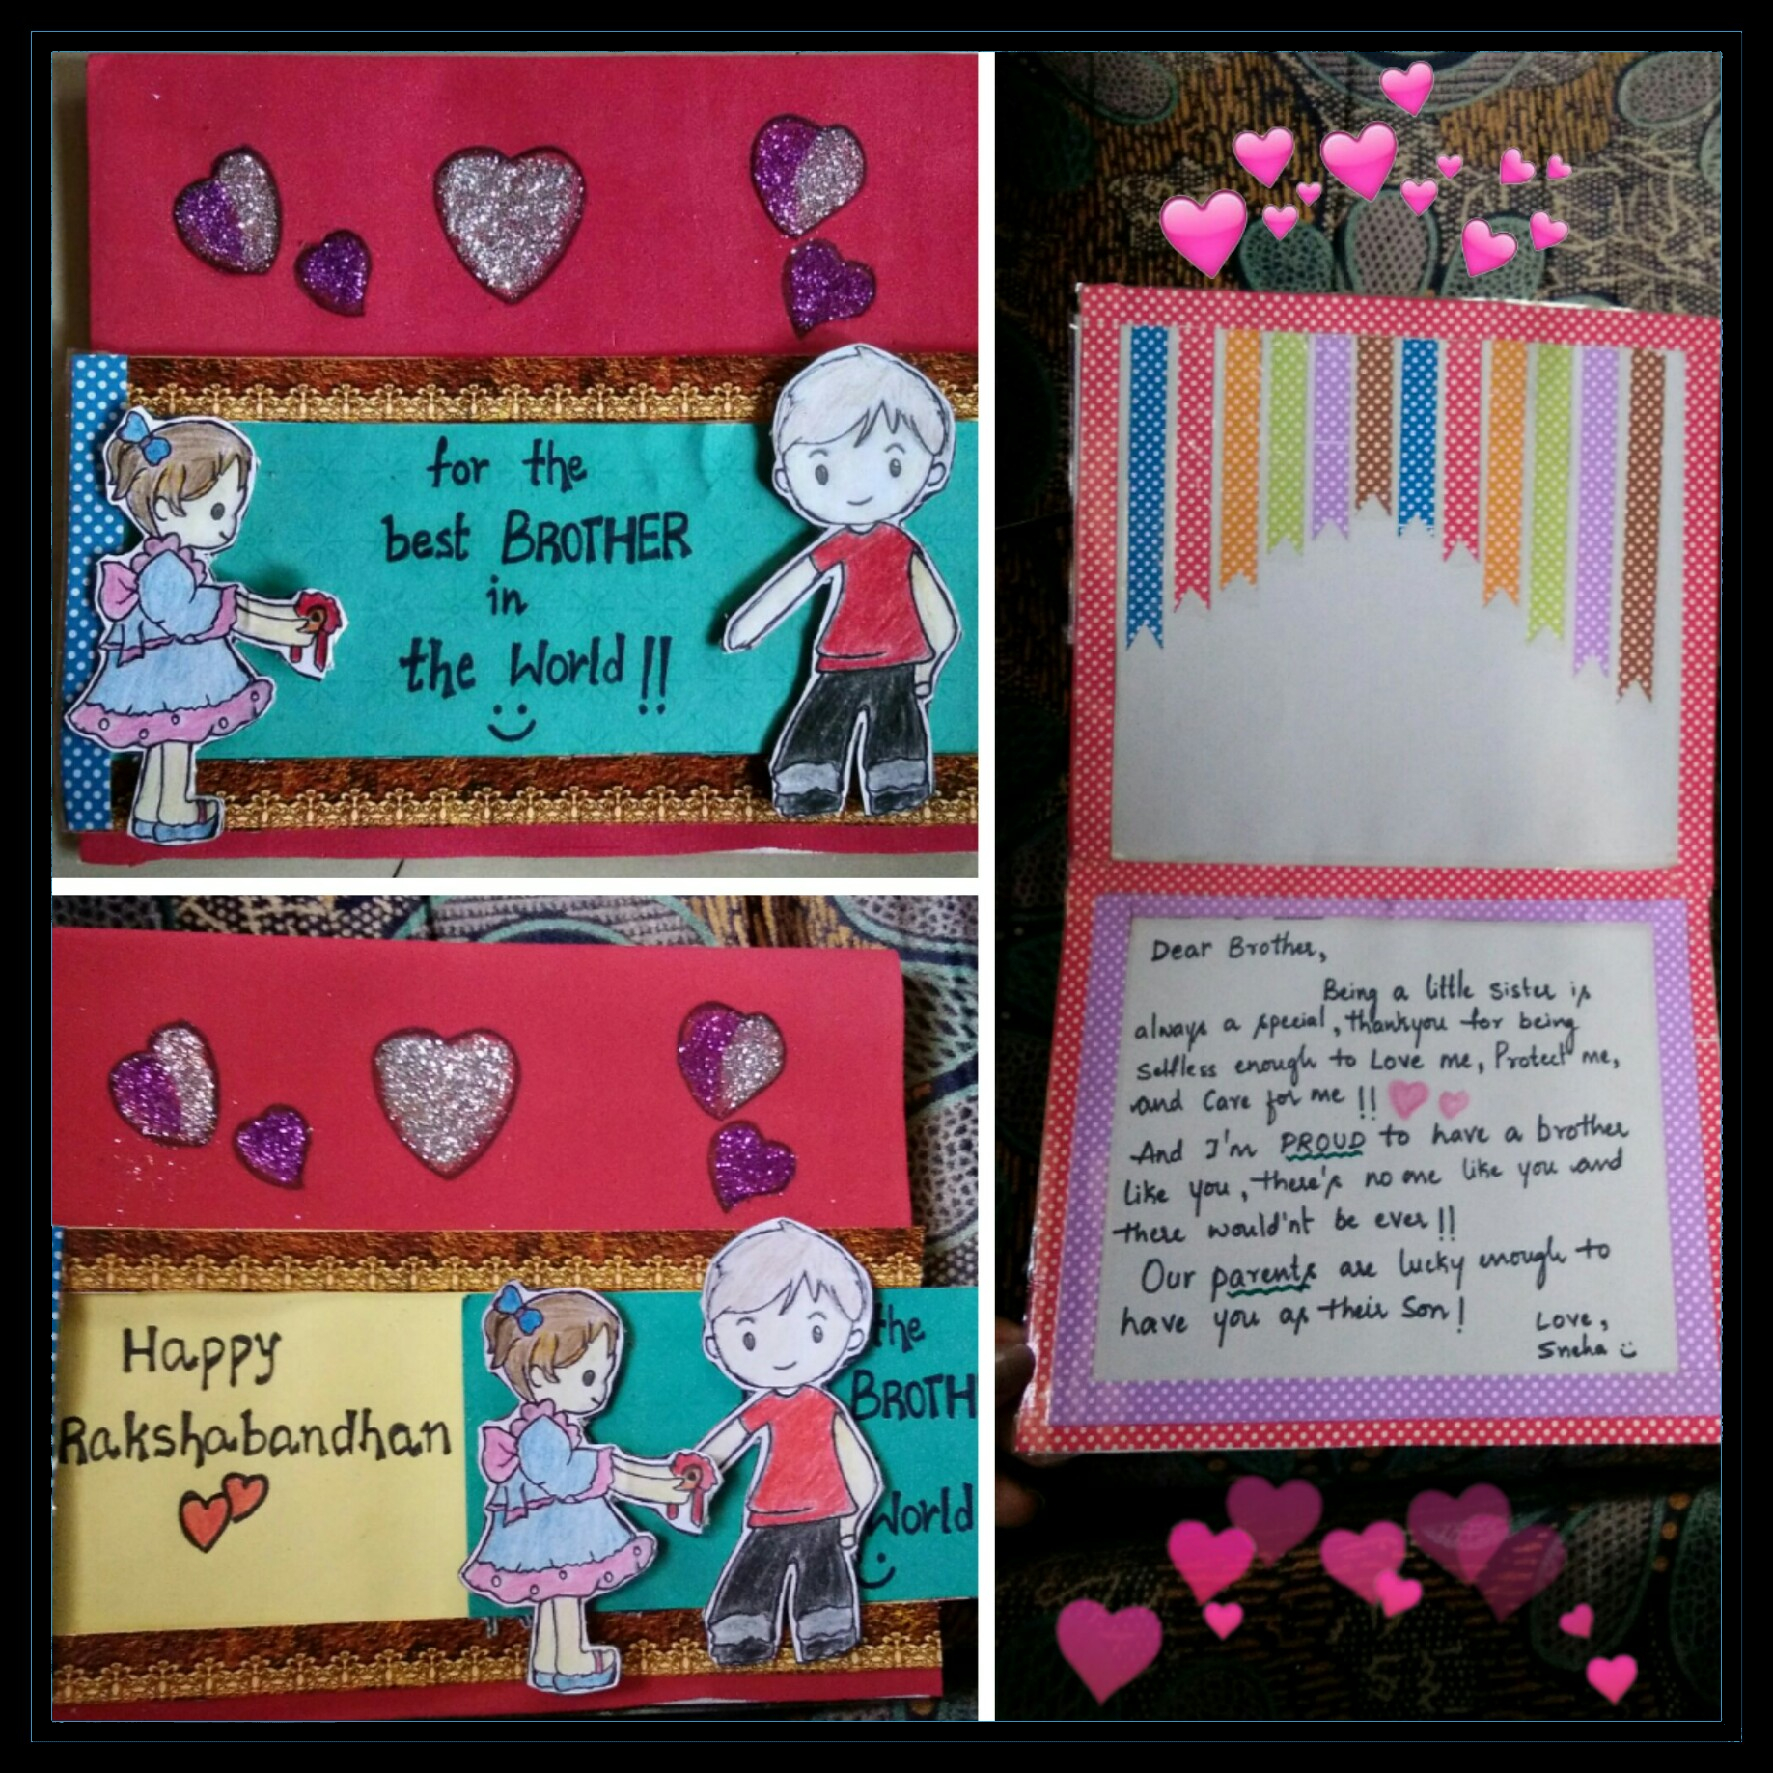 for the
best BROTHER
in
the World !!
Happy
Rakshabandhan
the
BROTH
World
Dear Brother,
Being a little sister is
always a special, thankyou for being
selfless enough to Love me, Protect me,
and Care for me !!
And I'm PROUD to have a brother
like you, there's no one like you and
there would'nt be ever !!
Our parents are lucky enough to
have you as their Son !
Love,
Sneha